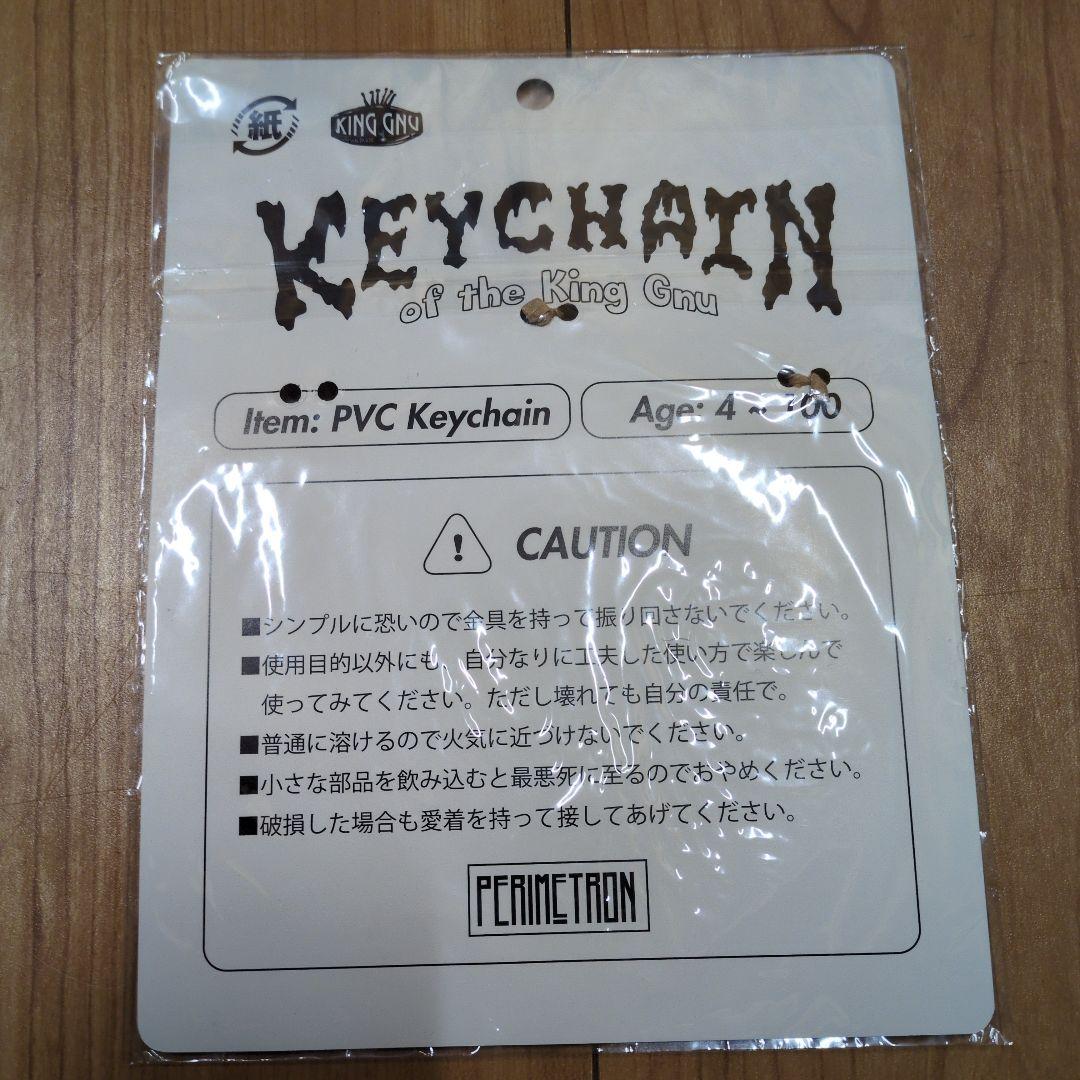 紙
KING GNU
KEYCHAIN
of the King Gnu
Item: PVC Keychain
Age: 4 ~ 100
! CAUTION
■シンプルに恐いので金具を持って振り回さないでください。
■使用目的以外にも、自分なりに工夫した使い方で楽しんで
使ってみてください。ただし壊れても自分の責任で。
■普通に溶けるので火気に近づけないでください。
■小さな部品を飲み込むと最悪死に至るのでおやめください。
■破損した場合も愛着を持って接してあげてください。
PERIMETRON